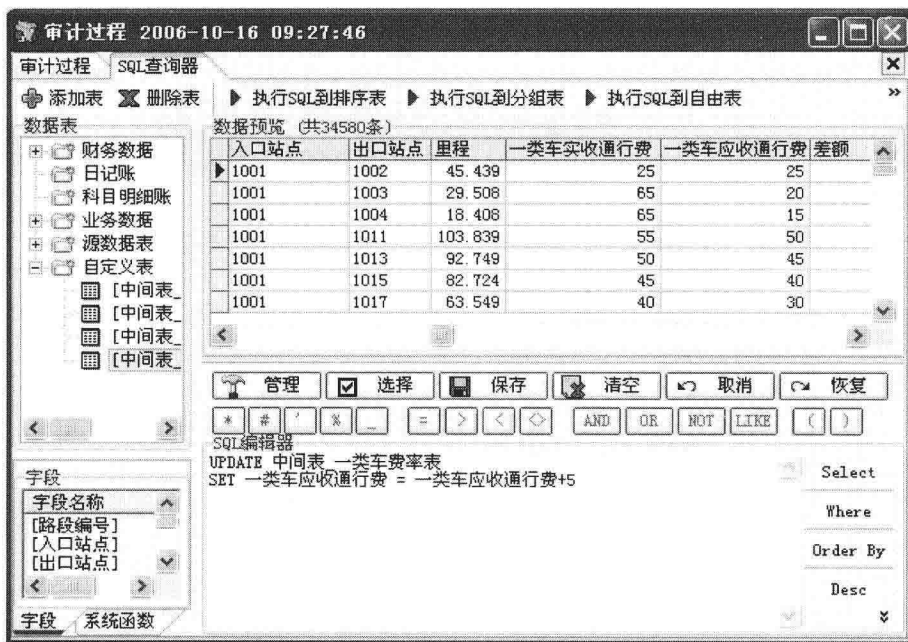 审计过程 2006-10-16 09:27:46
审计过程 SQL查询器
添加表 删除表 执行SQL到排序表 执行SQL到分组表 执行SQL到自由表
数据表
财务数据
日记账
科目明细账
业务数据
源数据表
自定义表
[中间表_
[中间表_
[中间表_
[中间表_
数据预览 (共34580条)
入口站点 出口站点 里程 一类车实收通行费 一类车应收通行费 差额
1001 1002 45.439 25 25
1001 1003 29.508 65 20
1001 1004 18.408 65 15
1001 1011 103.839 55 50
1001 1013 92.749 50 45
1001 1015 82.724 45 40
1001 1017 63.549 40 30
管理 选择 保存 清空 取消 恢复
* # ' % _ = > < <> AND OR NOT LIKE ( )
SQL编辑器
UPDATE 中间表_一类车费率表
SET 一类车应收通行费 = 一类车应收通行费+5
Select
Where
Order By
Desc
字段
字段名称
[路段编号]
[入口站点]
[出口站点]
字段 系统函数